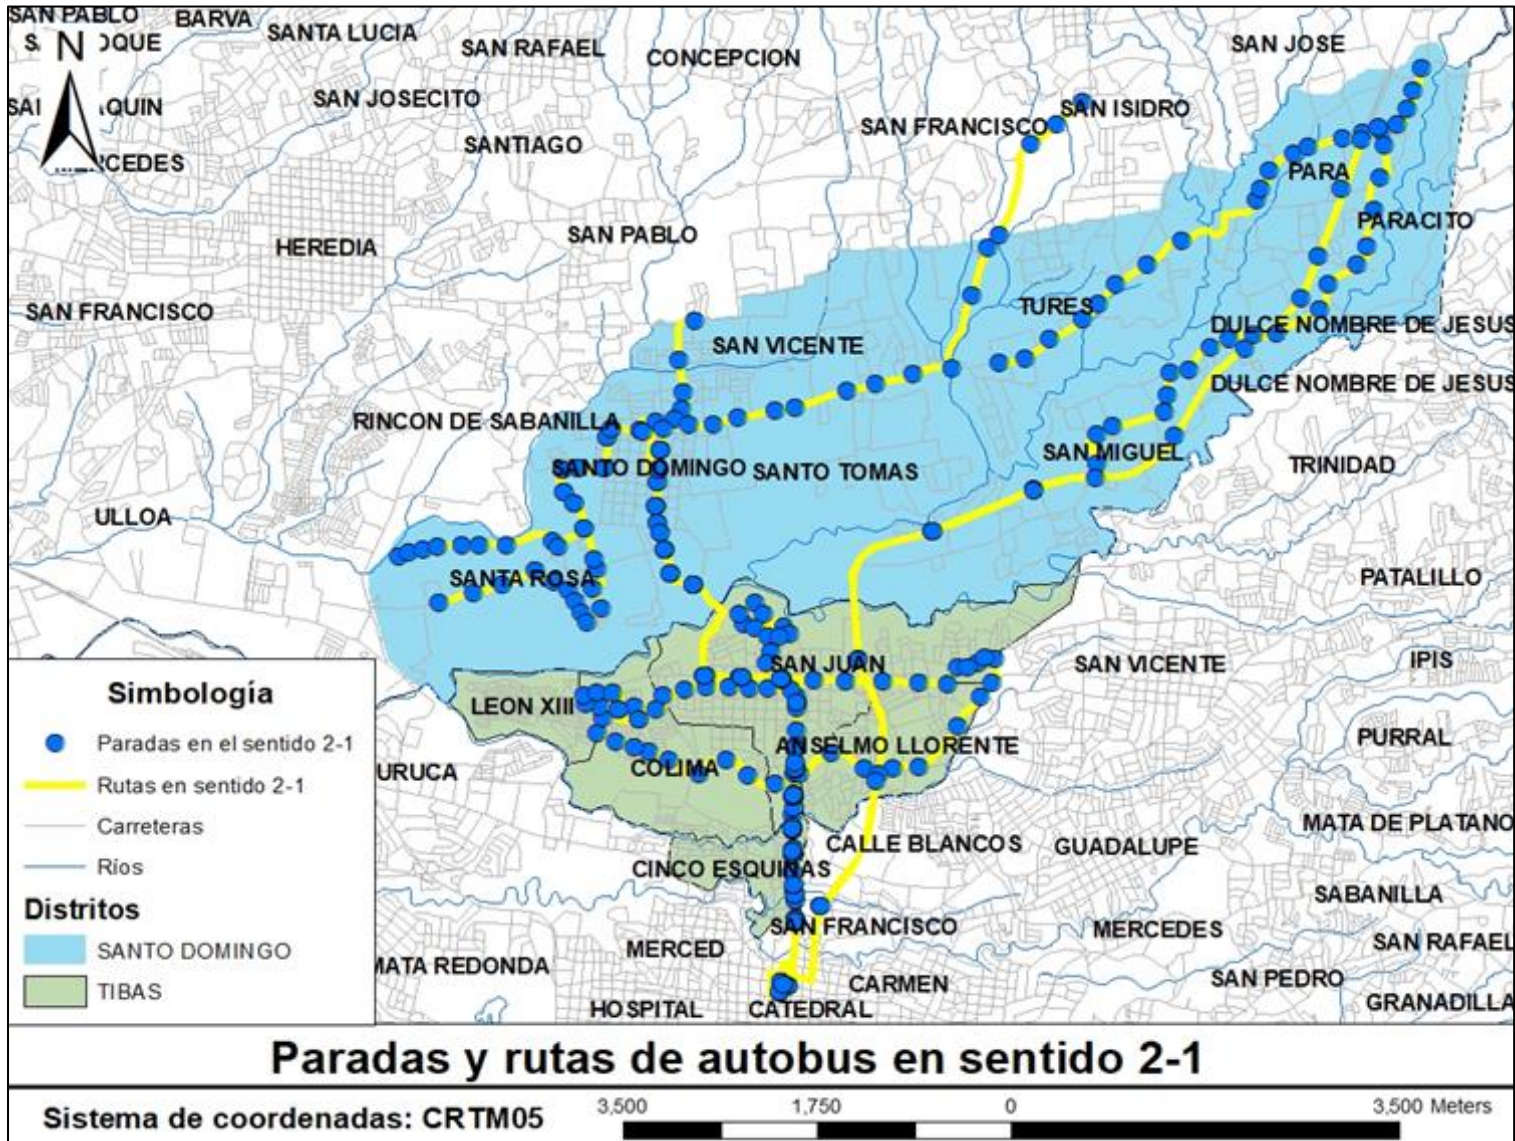 SAN PABLO
BARVA
SANTA LUCIA
SAN RAFAEL
CONCEPCION
SAN JOSE
N
SAN JOSECITO
SANTIAGO
SAN FRANCISCO
SAN ISIDRO
PARA
PARACITO
HEREDIA
SAN PABLO
SAN FRANCISCO
TURES
DULCE NOMBRE DE JESUS
SAN VICENTE
DULCE NOMBRE DE JESUS
RINCON DE SABANILLA
SANTO DOMINGO
SANTO TOMAS
SAN MIGUEL
TRINIDAD
ULLOA
SANTA ROSA
PATALILLO
SAN JUAN
SAN VICENTE
IPIS
LEON XIII
ANSELMO LLORENTE
PURRAL
COLIMA
URUCA
CALLE BLANCOS
GUADALUPE
MATA DE PLATANO
CINCO ESQUINAS
SABANILLA
SAN FRANCISCO
MERCEDES
SAN RAFAEL
MERCED
MATA REDONDA
CARMEN
SAN PEDRO
HOSPITAL
CATEDRAL
GRANADILLA
Simbología
Paradas en el sentido 2-1
Rutas en sentido 2-1
Carreteras
Ríos
Distritos
SANTO DOMINGO
TIBAS
Paradas y rutas de autobus en sentido 2-1
Sistema de coordenadas: CRTM05
3,500 1,750 0 3,500 Meters